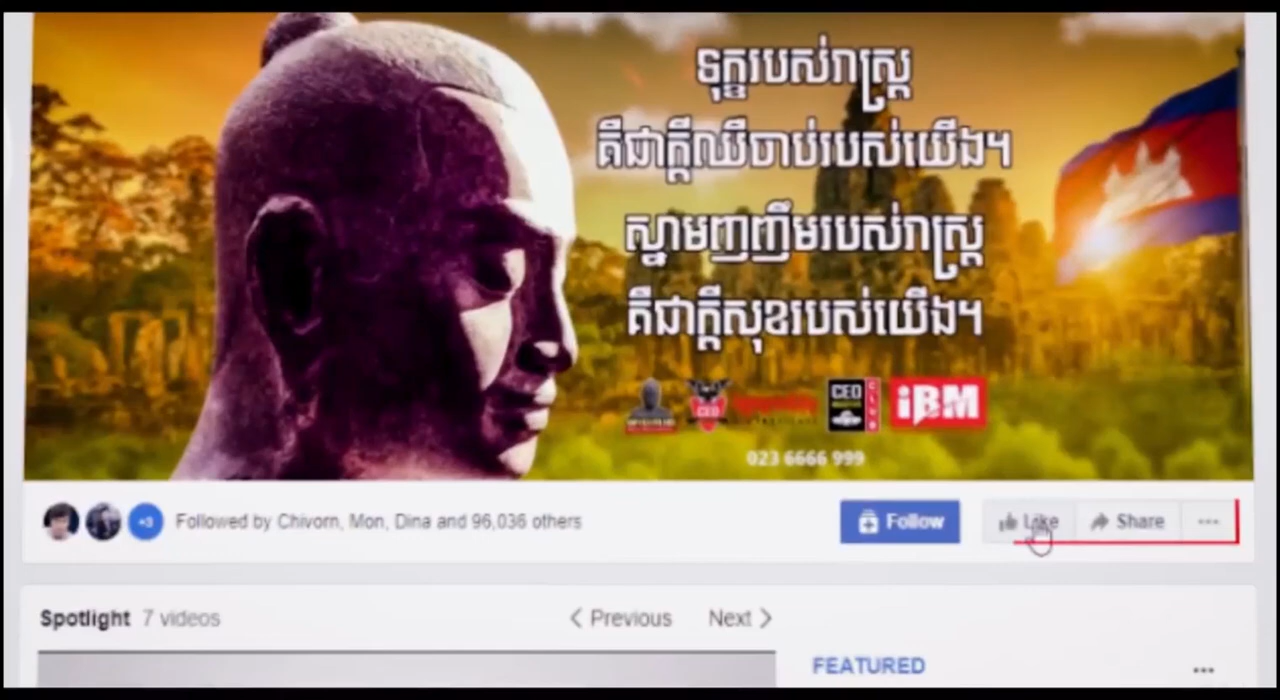 ទុក្ខរបស់រាស្ត្រ
គឺជាក្តីឈឺចាប់របស់យើង។
ស្នាមញញឹមរបស់រាស្ត្រ
គឺជាក្តីសុខរបស់យើង។
CEO
CEO
CLUB
iBM
023 6666 999
+3
Followed by Chivorn, Mon, Dina and 96,036 others
Follow
Like
Share
Spotlight 7 videos
Previous
Next
FEATURED